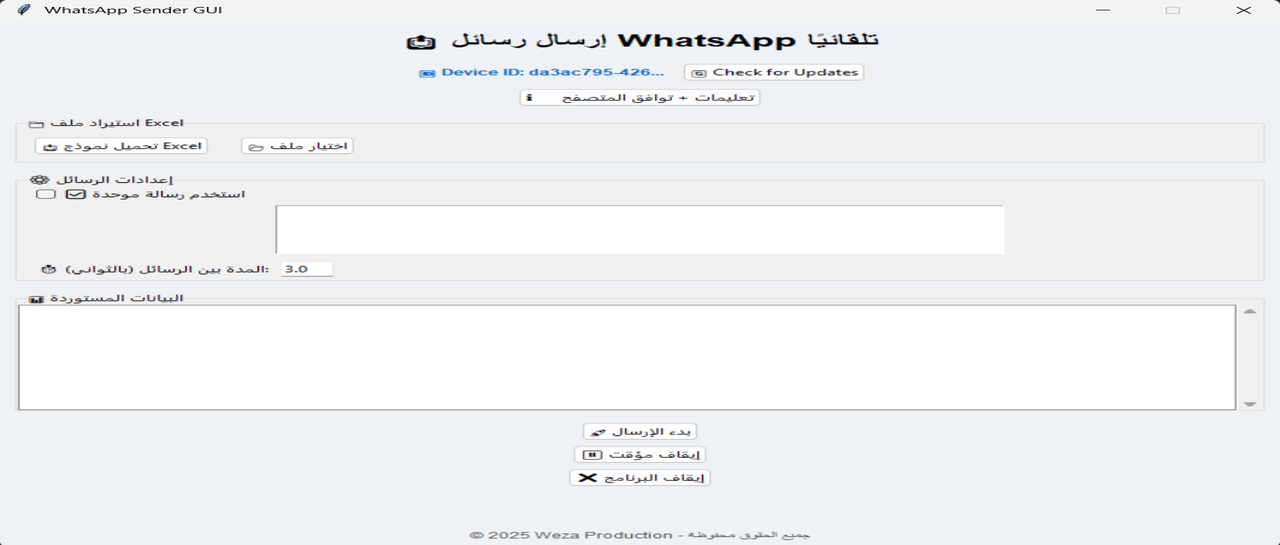 WhatsApp Sender GUI
إرسال رسائل WhatsApp تلقائيًا
Device ID: da3ac795-426...
Check for Updates
تعليمات + توافق المتصفح
استيراد ملف Excel
تحميل نموذج Excel
اختيار ملف
إعدادات الرسائل
استخدم رسالة موحدة
المدة بين الرسائل (بالثواني):
3.0
البيانات المستوردة
بدء الإرسال
إيقاف مؤقت
إيقاف البرنامج
© 2025 Weza Production - جميع الحقوق محفوظة